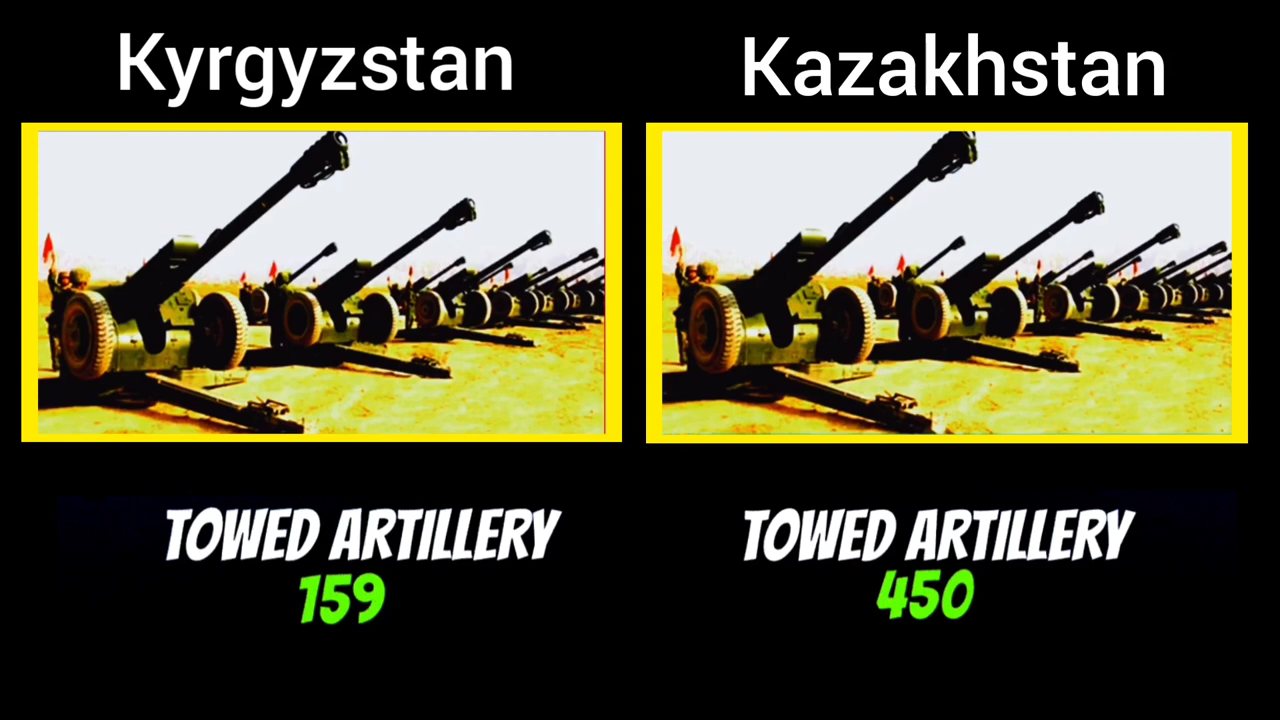 Kyrgyzstan
Kazakhstan
TOWED ARTILLERY
159
TOWED ARTILLERY
450